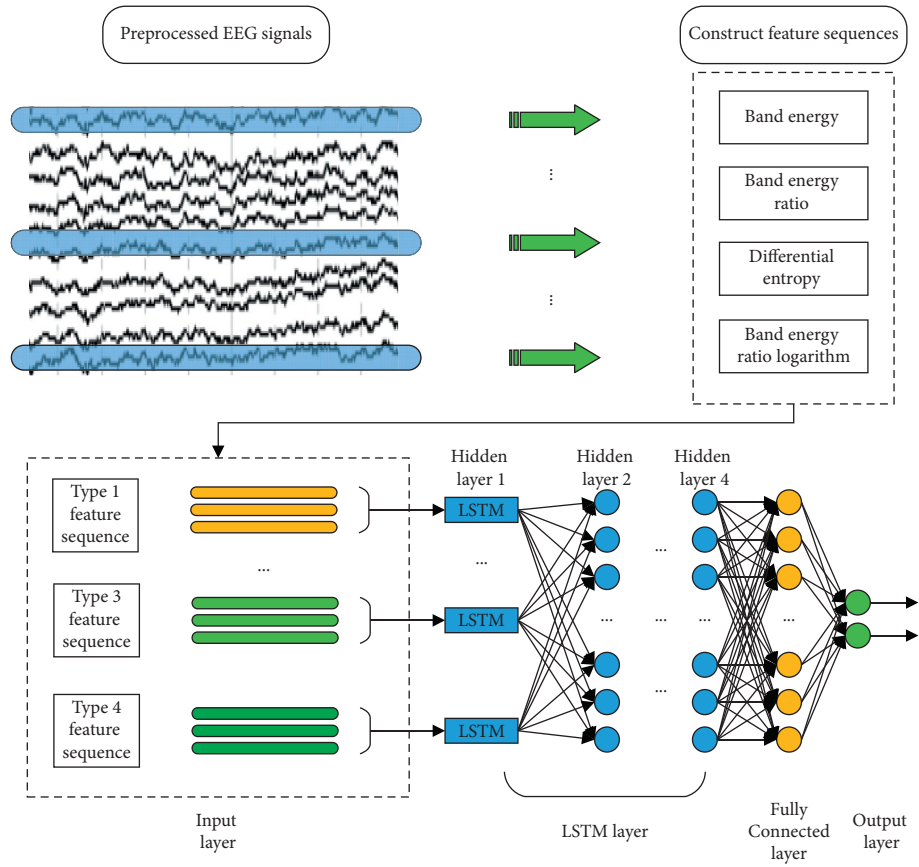 Preprocessed EEG signals
Construct feature sequences
Band energy
...
Band energy
ratio
Differential
entropy
...
Band energy
ratio logarithm
Hidden
layer 1
Hidden
layer 2
Hidden
layer 4
Type 1
feature
sequence
LSTM
...
...
...
Type 3
feature
sequence
LSTM
...
...
...
...
Type 4
feature
sequence
LSTM
...
Input
layer
LSTM layer
Fully
Connected
layer
Output
layer